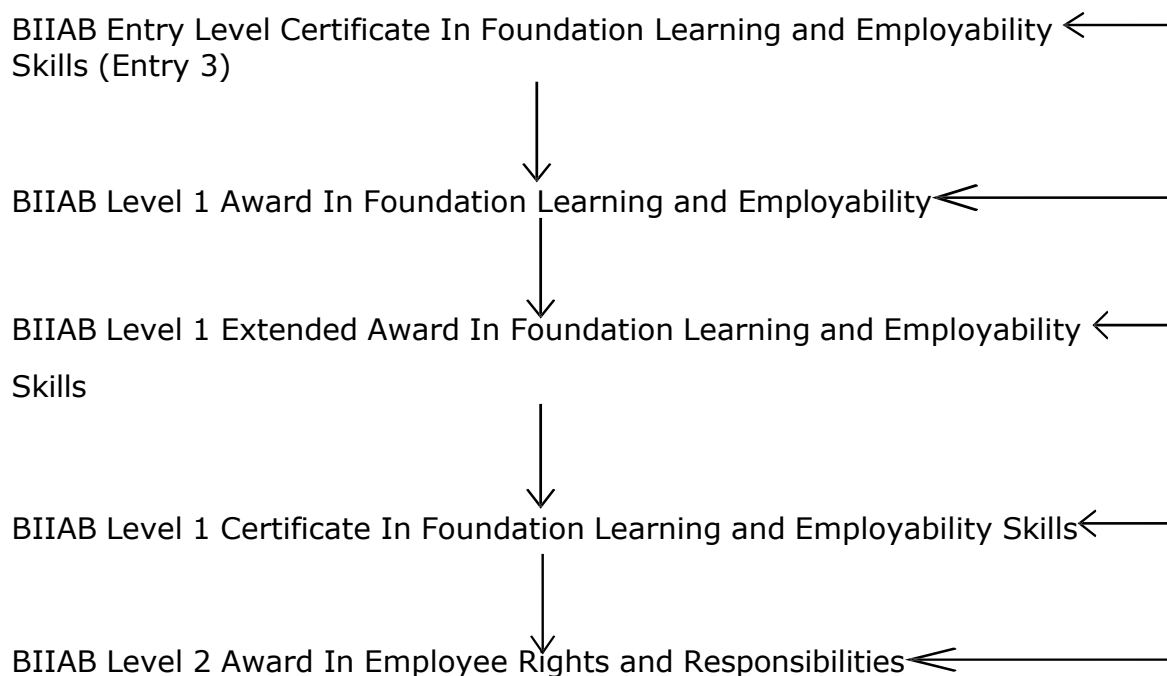 BIIAB Entry Level Certificate In Foundation Learning and Employability
Skills (Entry 3)
BIIAB Level 1 Award In Foundation Learning and Employability
BIIAB Level 1 Extended Award In Foundation Learning and Employability
Skills
BIIAB Level 1 Certificate In Foundation Learning and Employability Skills
BIIAB Level 2 Award In Employee Rights and Responsibilities